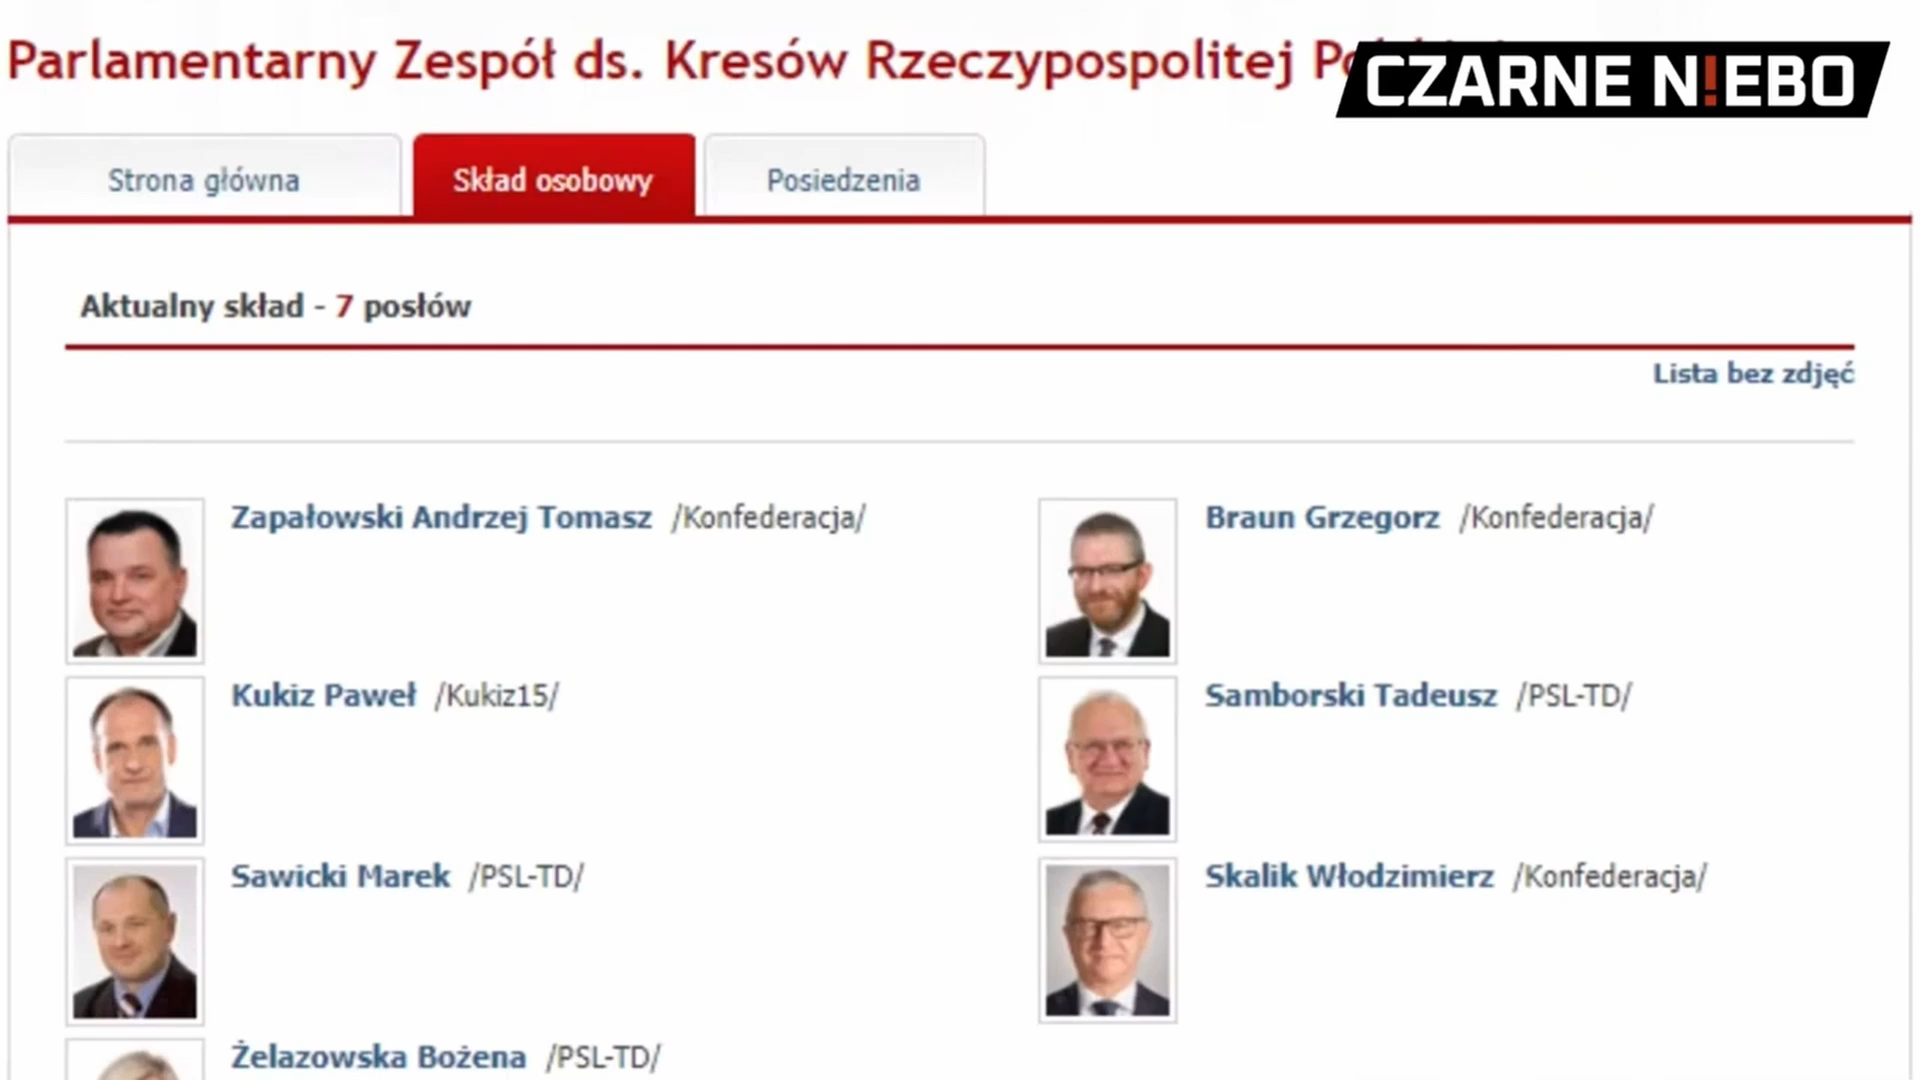 Parlamentarny Zespół ds. Kresów Rzeczypospolitej
CZARNE N!EBO
Strona główna
Skład osobowy
Posiedzenia
Aktualny skład - 7 posłów
Lista bez zdjęć
Zapałowski Andrzej Tomasz /Konfederacja/
Braun Grzegorz /Konfederacja/
Kukiz Paweł /Kukiz15/
Samborski Tadeusz /PSL-TD/
Sawicki Marek /PSL-TD/
Skalik Włodzimierz /Konfederacja/
Żelazowska Bożena /PSL-TD/